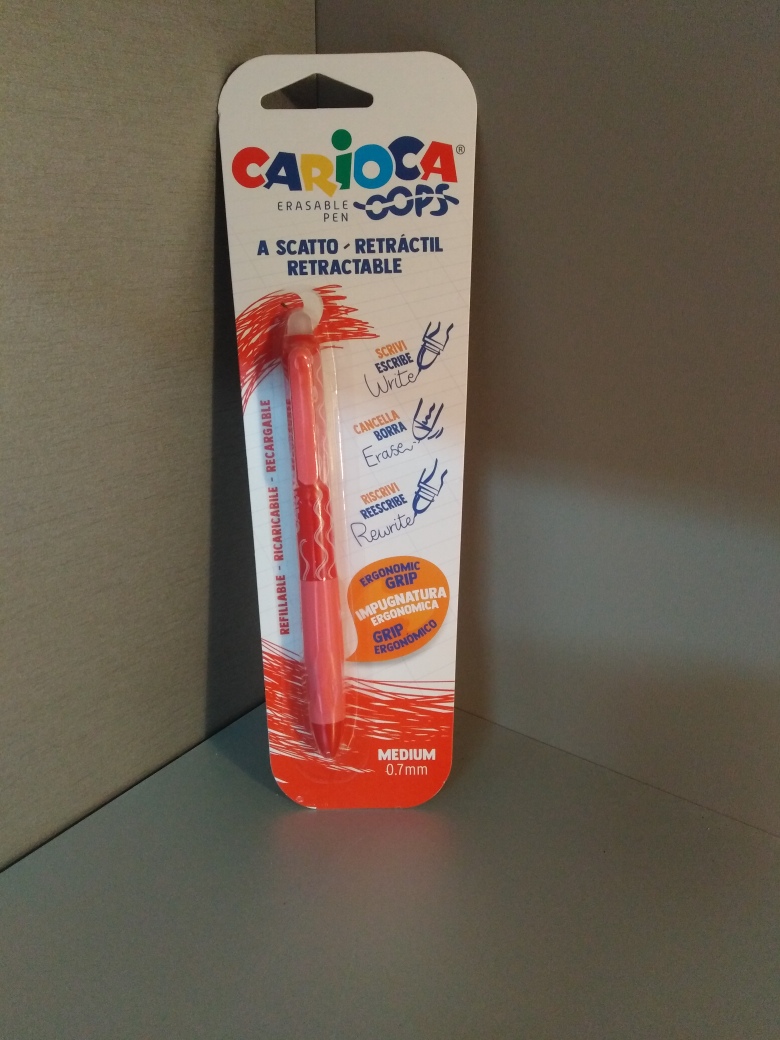 CARIOCA®
ERASABLE
PEN
OOPS
A SCATTO - RETRÁCTIL
RETRACTABLE
SCRIVI
ESCRIBE
Write
CANCELLA
BORRA
Erase
RISCRIVI
REESCRIBE
Rewrite
REFILLABLE - RICARICABILE - RECARGABLE
ERGONOMIC
GRIP
IMPUGNATURA
ERGONOMICA
GRIP
ERGONÓMICO
MEDIUM
0.7mm